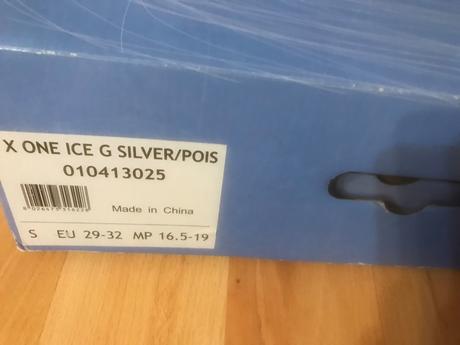 X ONE ICE G SILVER/POIS
010413025
Made in China
S EU 29-32 MP 16.5-19